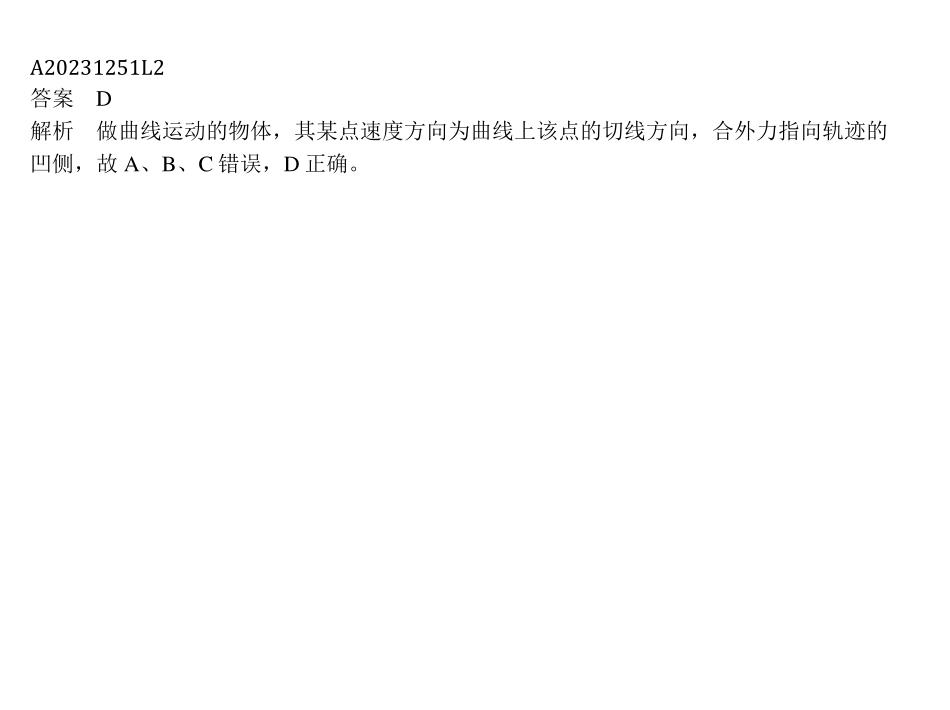 A20231251L2
答案 D
解析 做曲线运动的物体，其某点速度方向为曲线上该点的切线方向，合外力指向轨迹的
凹侧，故 A、B、C 错误，D 正确。